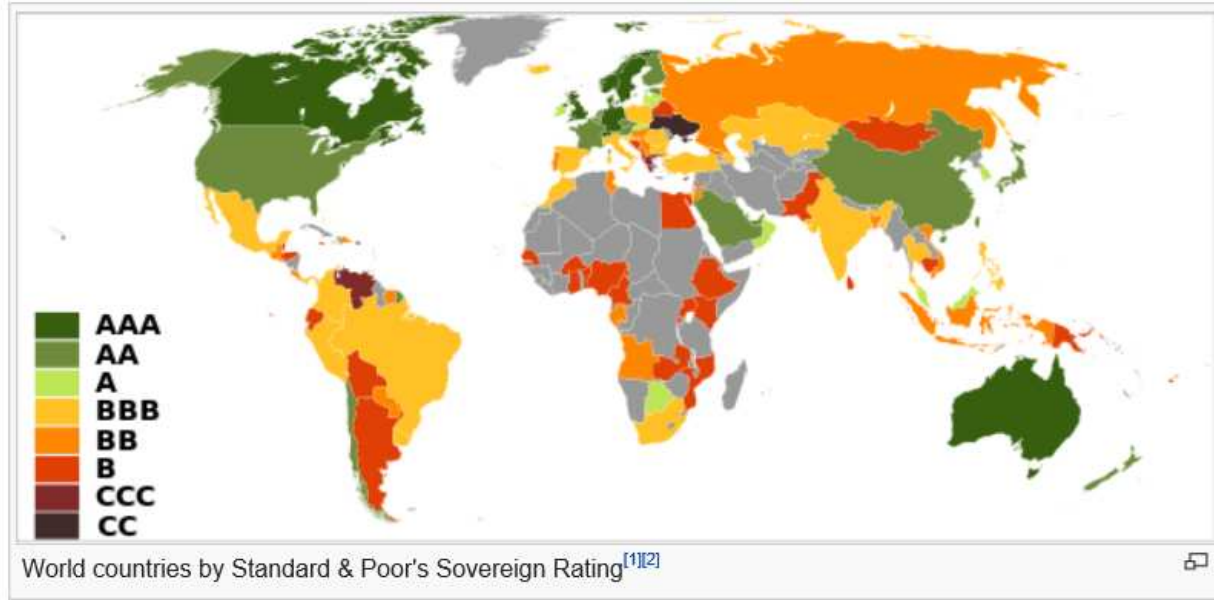 AAA
AA
A
BBB
BB
B
CCC
CC
World countries by Standard & Poor's Sovereign Rating[1][2]